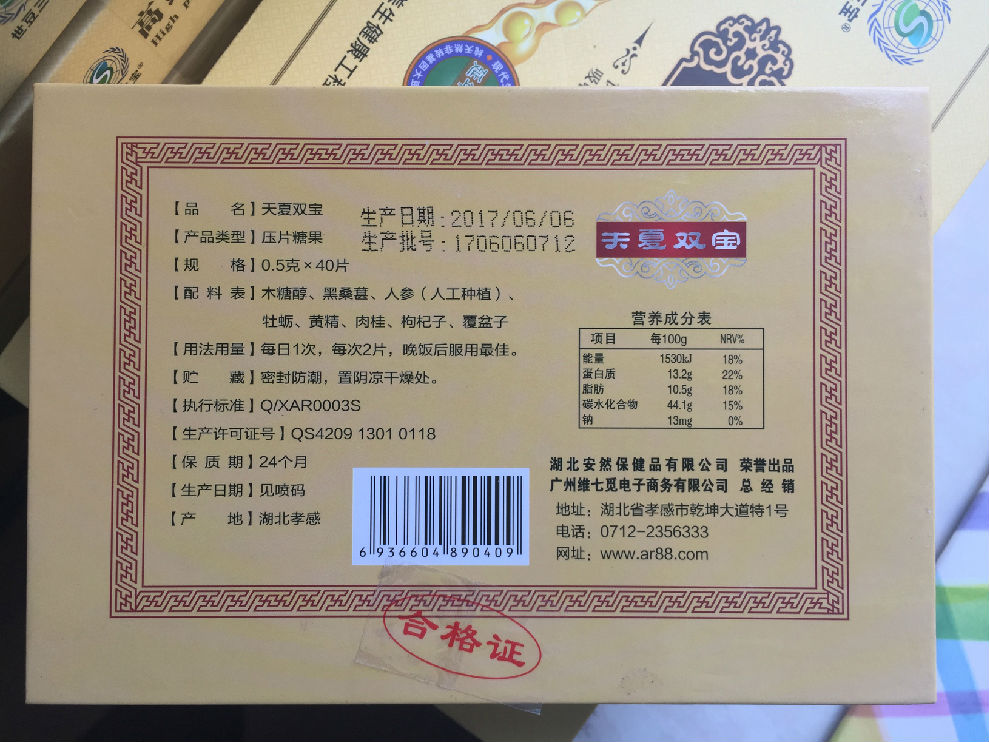 世豆三
高
High P
宝®
生健康工程
宝®
【品 名】天夏双宝
【产品类型】压片糖果
【规 格】0.5克×40片
【配 料 表】木糖醇、黑桑葚、人参（人工种植）、
牡蛎、黄精、肉桂、枸杞子、覆盆子
【用法用量】每日1次，每次2片，晚饭后服用最佳。
【贮 藏】密封防潮，置阴凉干燥处。
【执行标准】Q/XAR0003S
【生产许可证号】QS4209 1301 0118
【保 质 期】24个月
【生产日期】见喷码
【产 地】湖北孝感
生产日期:2017/06/06
生产批号:1706060712
天夏双宝
营养成分表
项目 每100g NRV%
能量 1530kJ 18%
蛋白质 13.2g 22%
脂肪 10.5g 18%
碳水化合物 44.1g 15%
钠 13mg 0%
湖北安然保健品有限公司 荣誉出品
广州维七觅电子商务有限公司 总经销
地址：湖北省孝感市乾坤大道特1号
电话：0712-2356333
网址：www.ar88.com
6 936604 890409
合格证